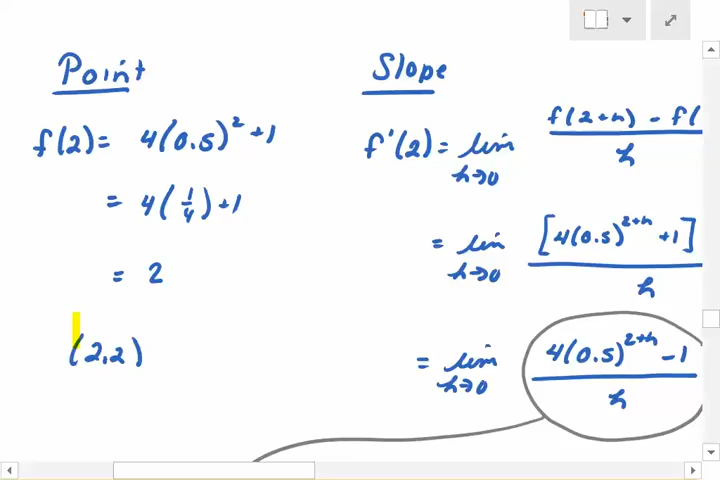 Point
f(2) = 4(0.5)² + 1
= 4(1/4) + 1
= 2
(2,2)
Slope
f'(2) = lim h→0 f(2+h) - f(
h
= lim h→0 [4(0.5)²⁺ʰ + 1]
h
= lim h→0 4(0.5)²⁺ʰ - 1
h